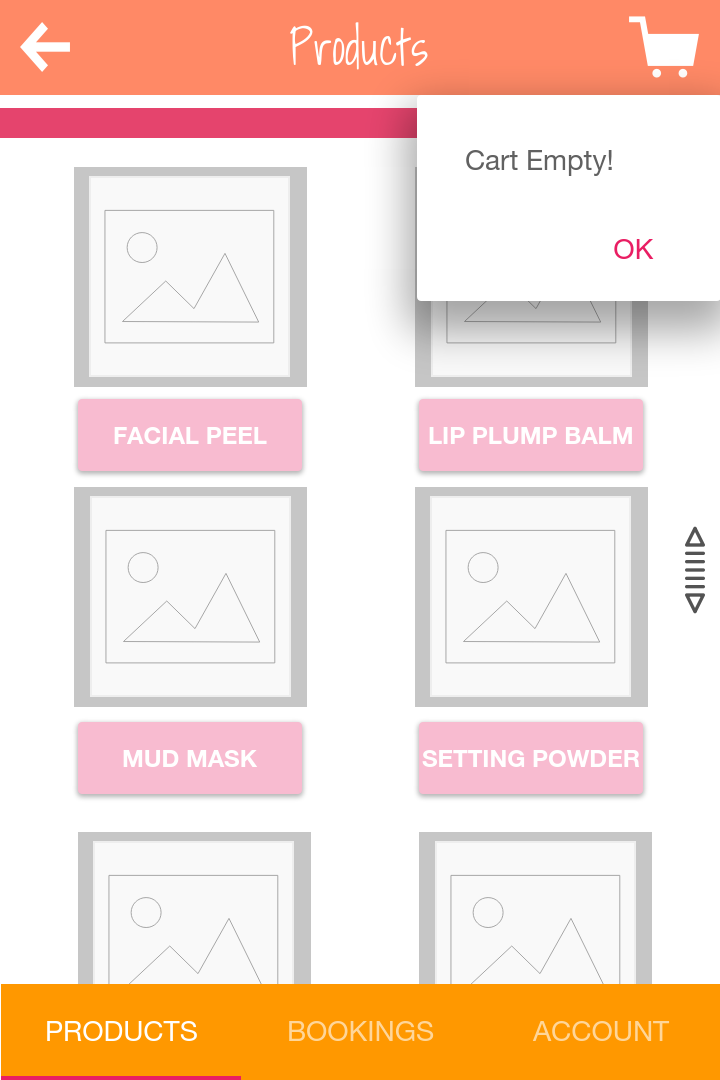 Products
Cart Empty!
OK
FACIAL PEEL
LIP PLUMP BALM
MUD MASK
SETTING POWDER
PRODUCTS
BOOKINGS
ACCOUNT